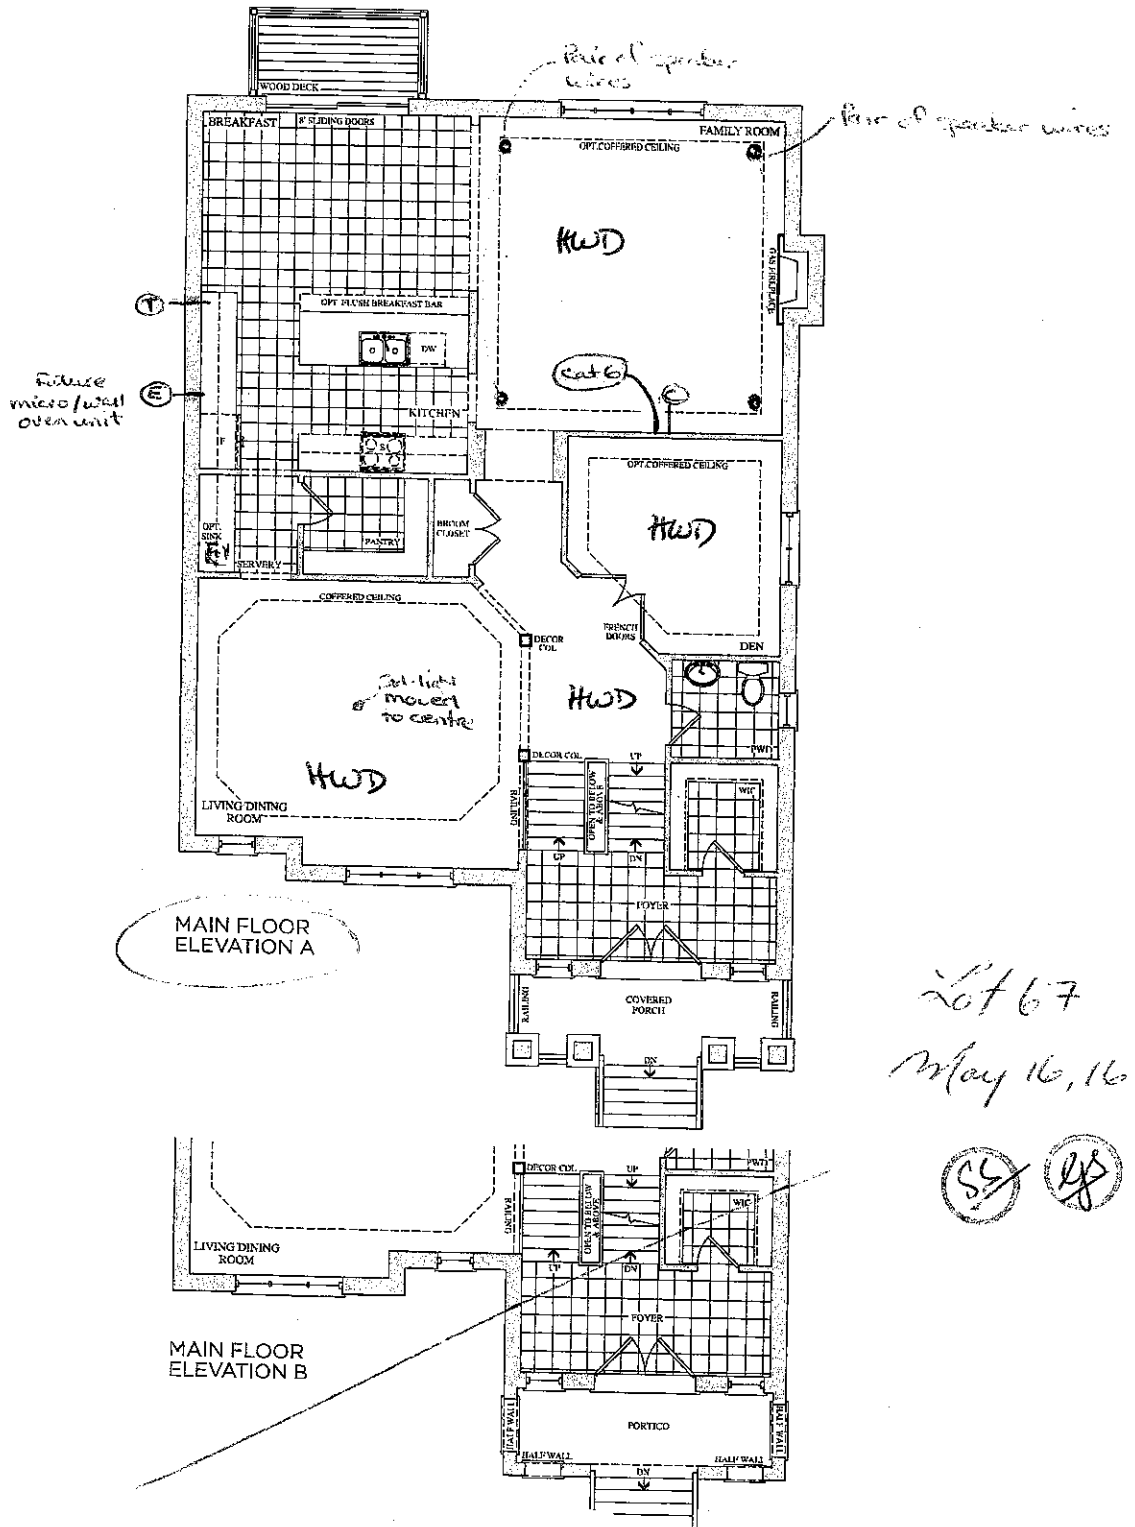 Pair of speaker
wires
WOOD DECK
BREAKFAST
8' SLIDING DOORS
FAMILY ROOM
Pair of speaker wires
OPT. COFFERED CEILING
HWD
GAS FIREPLACE
T
OPT. FLUSH BREAKFAST BAR
DW
Future
micro/wall
oven unit
E
cat6
C
KITCHEN
F
S
OPT. COFFERED CEILING
HWD
OPT.
SINK
BROOM
CLOSET
PANTRY
SERVERY
COFFERED CEILING
FRENCH
DOORS
DECOR
COL.
DEN
moved
to centre
HWD
PWD
DECOR COL.
UP
HWD
WIC
LIVING/DINING
ROOM
RAILING
OPEN TO BELOW
& ABOVE
UP
DN
FOYER
MAIN FLOOR
ELEVATION A
COVERED
PORCH
RAILING
RAILING
DN
Lot 67
May 16, 16
DECOR COL.
UP
PWD
WIC
RAILING
OPEN TO BELOW
& ABOVE
LIVING/DINING
ROOM
UP
DN
FOYER
MAIN FLOOR
ELEVATION B
PORTICO
HALF WALL
HALF WALL
HALF WALL
HALF WALL
DN